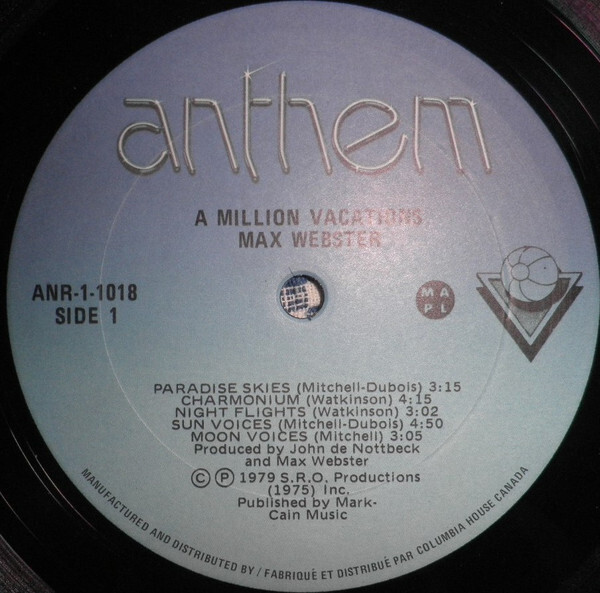 anthem
A MILLION VACATIONS
MAX WEBSTER
ANR-1-1018
SIDE 1
M A
P L
PARADISE SKIES (Mitchell-Dubois) 3:15
CHARMONIUM (Watkinson) 4:15
NIGHT FLIGHTS (Watkinson) 3:02
SUN VOICES (Mitchell-Dubois) 4:50
MOON VOICES (Mitchell) 3:05
Produced by John de Nottbeck
and Max Webster
Ⓒ Ⓟ 1979 S.R.O. Productions
(1975) Inc.
Published by Mark-
Cain Music
MANUFACTURED AND DISTRIBUTED BY / FABRIQUÉ ET DISTRIBUÉ PAR COLUMBIA HOUSE CANADA